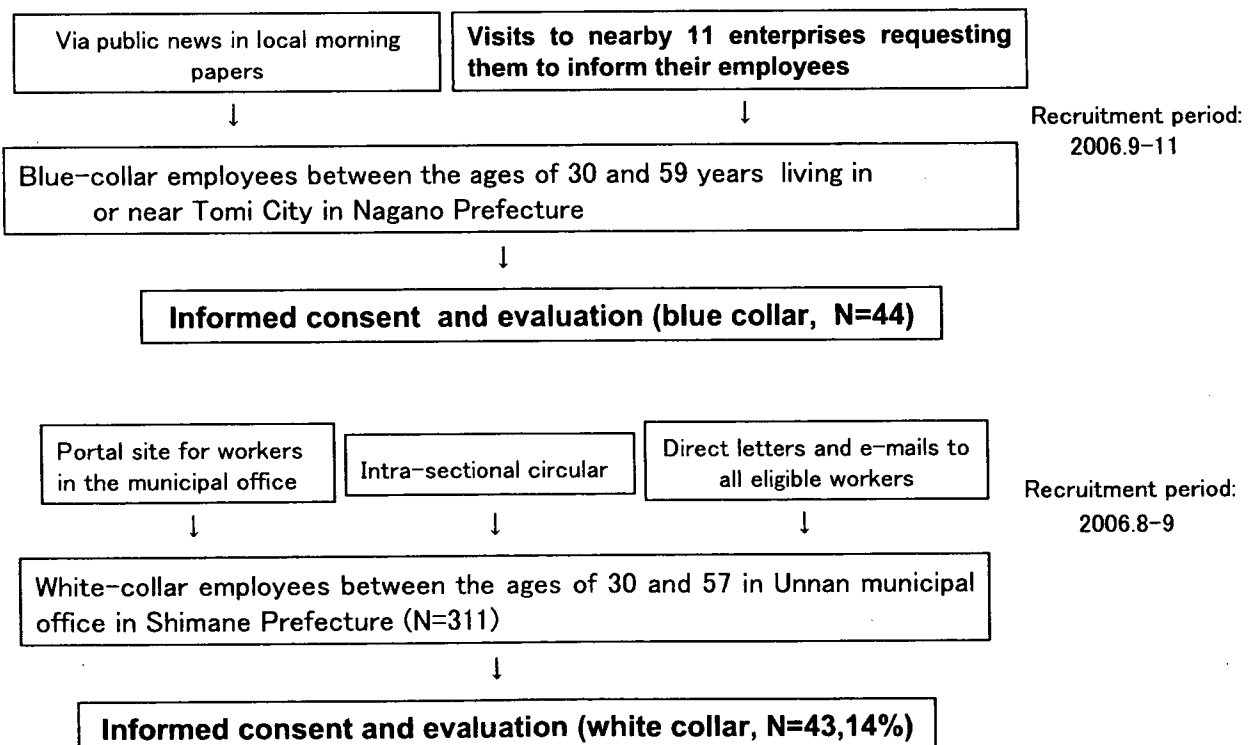 Via public news in local morning
papers
Visits to nearby 11 enterprises requesting
them to inform their employees
↓ ↓
Recruitment period:
2006.9-11
Blue-collar employees between the ages of 30 and 59 years living in
or near Tomi City in Nagano Prefecture
↓
Informed consent and evaluation (blue collar, N=44)
Portal site for workers
in the municipal office
Intra-sectional circular
Direct letters and e-mails to
all eligible workers
↓ ↓ ↓
Recruitment period:
2006.8-9
White-collar employees between the ages of 30 and 57 in Unnan municipal
office in Shimane Prefecture (N=311)
↓
Informed consent and evaluation (white collar, N=43,14%)